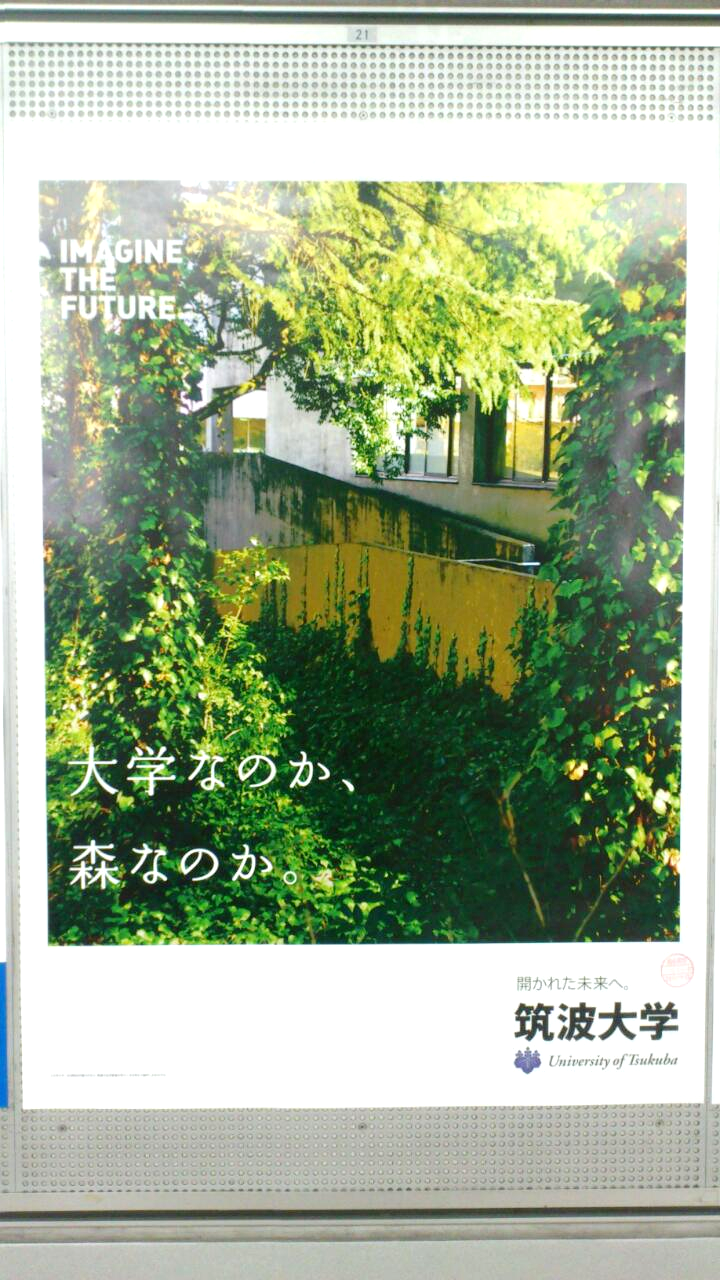 21
IMAGINE
THE
FUTURE.
大学なのか、
森なのか。
開かれた未来へ。
筑波大学
University of Tsukuba